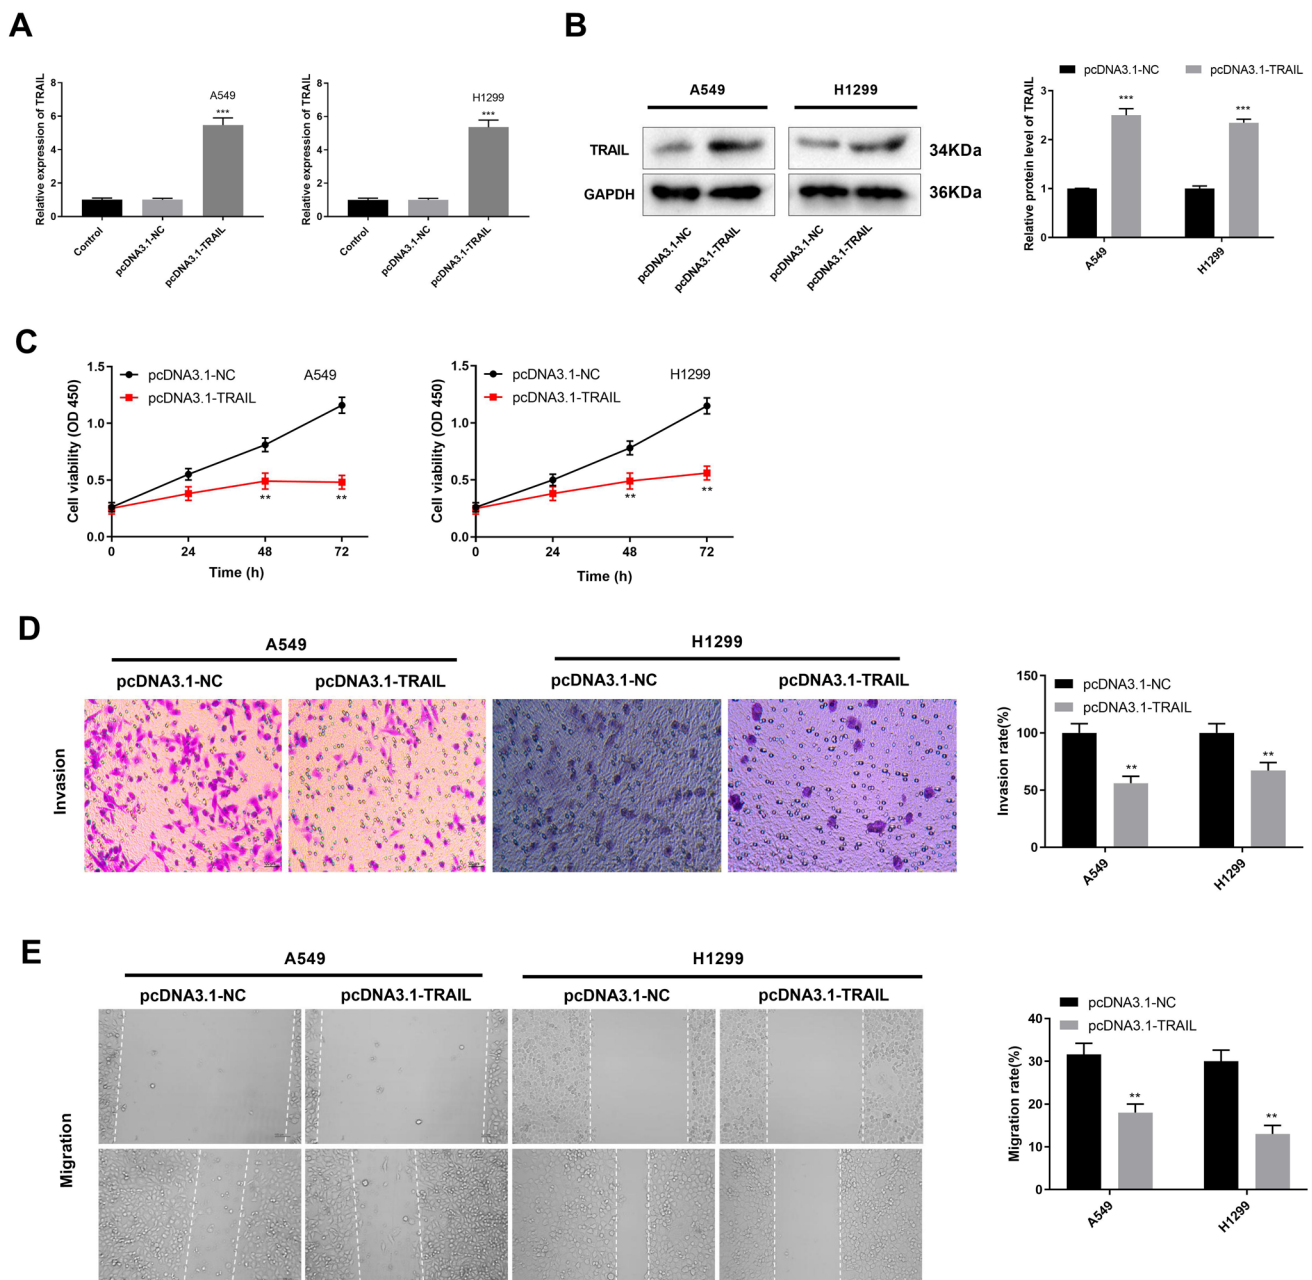 A
Relative expression of TRAIL
8
6
4
2
0
A549
***
Control
pcDNA3.1-NC
pcDNA3.1-TRAIL
Relative expression of TRAIL
8
6
4
2
0
H1299
***
Control
pcDNA3.1-NC
pcDNA3.1-TRAIL
B
A549
H1299
TRAIL
34KDa
GAPDH
36KDa
pcDNA3.1-NC
pcDNA3.1-TRAIL
pcDNA3.1-NC
pcDNA3.1-TRAIL
pcDNA3.1-NC
pcDNA3.1-TRAIL
Relative protein level of TRAIL
3
2
1
0
***
***
A549
H1299
C
Cell viability (OD 450)
1.5
1.0
0.5
0.0
pcDNA3.1-NC
pcDNA3.1-TRAIL
A549
**
**
0
24
48
72
Time (h)
Cell viability (OD 450)
1.5
1.0
0.5
0.0
pcDNA3.1-NC
pcDNA3.1-TRAIL
H1299
**
**
0
24
48
72
Time (h)
D
A549
H1299
pcDNA3.1-NC
pcDNA3.1-TRAIL
pcDNA3.1-NC
pcDNA3.1-TRAIL
Invasion
Invasion rate(%)
150
100
50
0
pcDNA3.1-NC
pcDNA3.1-TRAIL
**
**
A549
H1299
E
A549
H1299
pcDNA3.1-NC
pcDNA3.1-TRAIL
pcDNA3.1-NC
pcDNA3.1-TRAIL
Migration
pcDNA3.1-NC
pcDNA3.1-TRAIL
Migration rate(%)
40
30
20
10
0
**
**
A549
H1299